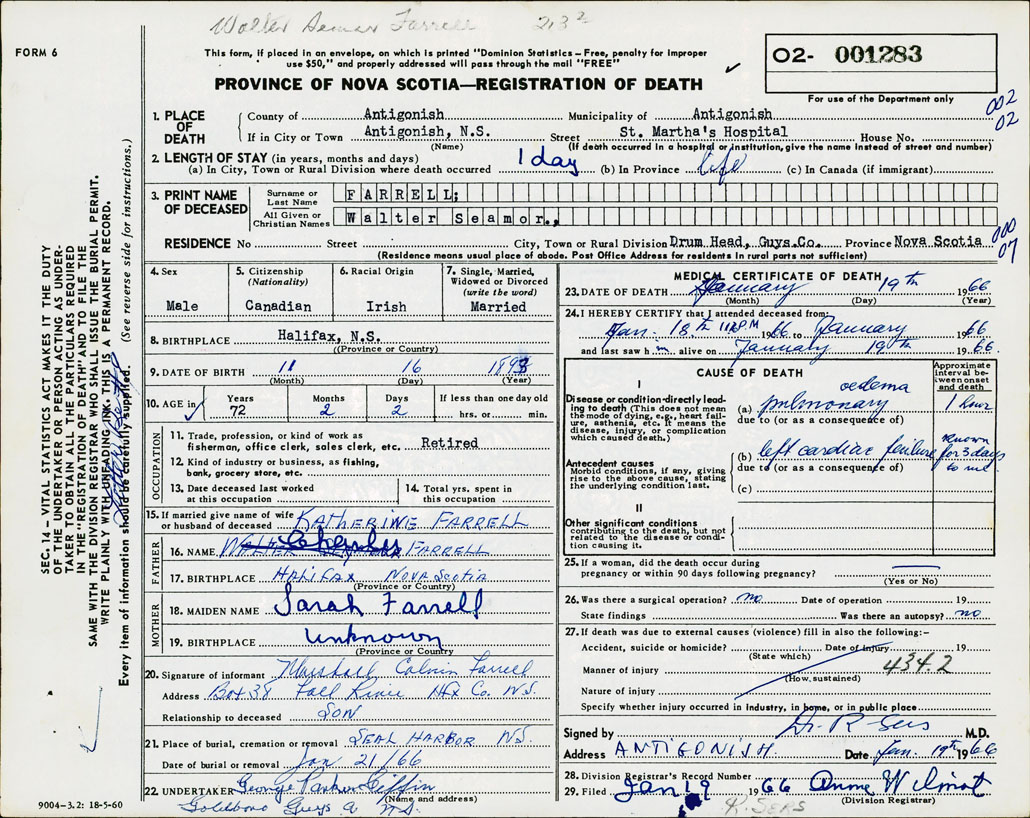 Walter Seamor Farrell 213²
FORM 6
This form, if placed in an envelope, on which is printed "Dominion Statistics – Free, penalty for improper
use $50," and properly addressed will pass through the mail "FREE"
O2- 001283
PROVINCE OF NOVA SCOTIA—REGISTRATION OF DEATH
For use of the Department only
002
02
1. PLACE OF DEATH
County of Antigonish Municipality of Antigonish
If in City or Town Antigonish, N.S. Street St. Martha's Hospital House No.
(Name) (If death occurred in a hospital or institution, give the name instead of street and number)
2. LENGTH OF STAY (in years, months and days)
(a) In City, Town or Rural Division where death occurred 1 day (b) In Province life (c) In Canada (if immigrant)
3. PRINT NAME OF DECEASED
Surname or Last Name FARRELL;
All Given or Christian Names Walter Seamor.,
000
07
RESIDENCE No Street City, Town or Rural Division Drum Head, Guys.Co. Province Nova Scotia
(Residence means usual place of abode. Post Office Address for residents in rural parts not sufficient)
4. Sex Male
5. Citizenship (Nationality) Canadian
6. Racial Origin Irish
7. Single, Married, Widowed or Divorced (write the word) Married
8. BIRTHPLACE Halifax, N.S.
(Province or Country)
9. DATE OF BIRTH 11 16 1893
(Month) (Day) (Year)
10. AGE in Years Months Days If less than one day old
72 2 2 hrs. or min.
OCCUPATION
11. Trade, profession, or kind of work as
fisherman, office clerk, sales clerk, etc. Retired
12. Kind of industry or business, as fishing,
bank, grocery store, etc.
13. Date deceased last worked
at this occupation
14. Total yrs. spent in
this occupation
15. If married give name of wife
or husband of deceased KATHERINE FARRELL
FATHER
16. NAME WALTER Charles FARRELL
17. BIRTHPLACE HALIFAX NOVA SCOTIA
(Province or Country)
MOTHER
18. MAIDEN NAME Sarah Farrell
19. BIRTHPLACE unknown
(Province or Country
20. Signature of informant Marshall Calvin Farrell
Address Box 38 Fall River Hfx Co. N.S.
Relationship to deceased SON
21. Place of burial, cremation or removal SEAL HARBOR N.S.
Date of burial or removal Jan 21/66
22 UNDERTAKER George Parker Giffin
(Name and address)
Goldboro Guys N.S.
9004–3.2: 18-5-60
SEC. 14 – VITAL STATISTICS ACT MAKES IT THE DUTY
OF THE UNDERTAKER OR PERSON ACTING AS UNDER-
TAKER TO OBTAIN ALL THE PARTICULARS REQUIRED
IN THE "REGISTRATION OF DEATH" AND TO FILE THE
SAME WITH THE DIVISION REGISTRAR WHO SHALL ISSUE THE BURIAL PERMIT.
WRITE PLAINLY WITH UNFADING INK. THIS IS A PERMANENT RECORD.
Every item of information should be carefully supplied. (See reverse side for instructions.)
MEDICAL CERTIFICATE OF DEATH
23. DATE OF DEATH January 19th 1966
(Month) (Day) (Year)
24. I HEREBY CERTIFY that I attended deceased from:
Jan. 18th 11 P.M 1966 to January 1966
and last saw him alive on January 19th 1966
CAUSE OF DEATH
Approximate interval between onset and death
I
Disease or condition-directly leading to death (This does not mean the mode of dying, e.g., heart failure, asthenia, etc. It means the disease, injury, or complication which caused death.)
(a) pulmonary oedema 1 hour
due to (or as a consequence of)
Antecedent causes
Morbid conditions, if any, giving rise to the above cause, stating the underlying condition last.
(b) left cardiac failure known for 3 days to me
due to (or as a consequence of)
(c)
II
Other significant conditions
contributing to the death, but not
related to the disease or condition causing it.
25. If a woman, did the death occur during
pregnancy or within 90 days following pregnancy?
(Yes or No)
26. Was there a surgical operation? no Date of operation 19
State findings Was there an autopsy? no
27. If death was due to external causes (violence) fill in also the following:–
Accident, suicide or homicide? Date of injury 19
(State which)
Manner of injury 4342
(How sustained)
Nature of injury
Specify whether injury occurred in industry, in home, or in public place
Signed by Dr R Sers M.D.
Address ANTIGONISH Date Jan. 19th 1966
28. Division Registrar's Record Number
29. Filed Jan 19 1966 Anne Wilmot
(Division Registrar)
R. SEAS